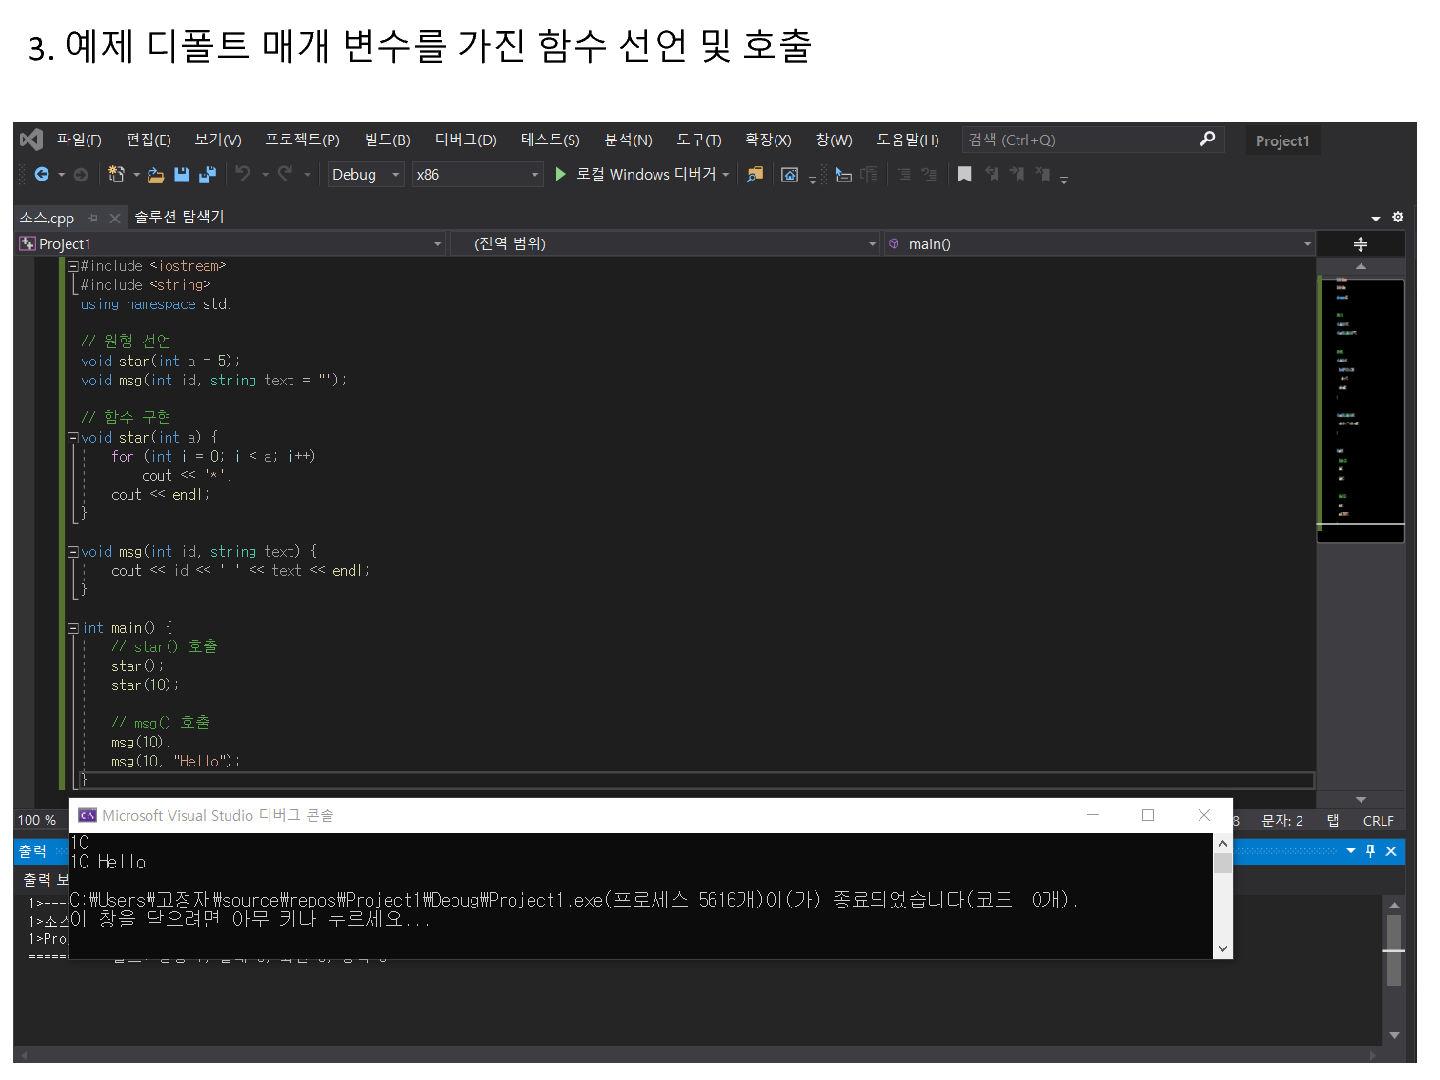 3. 예제 디폴트 매개 변수를 가진 함수 선언 및 호출
파일(F) 편집(E) 보기(V) 프로젝트(P) 빌드(B) 디버그(D) 테스트(S) 분석(N) 도구(T) 확장(X) 창(W) 도움말(H) 검색 (Ctrl+Q) Project1
Debug x86 로컬 Windows 디버거
소스.cpp 솔루션 탐색기
Project1 (전역 범위) main()
#include <iostream>
#include <string>
using namespace std;
// 원형 선언
void star(int a = 5);
void msg(int id, string text = "");
// 함수 구현
void star(int a) {
for (int i = 0; i < a; i++)
cout << '*';
cout << endl;
}
void msg(int id, string text) {
cout << id << ' ' << text << endl;
}
int main() {
// star() 호출
star();
star(10);
// msg() 호출
msg(10);
msg(10, "Hello");
}
100 % 문자: 2 탭 CRLF
Microsoft Visual Studio 디버그 콘솔
10
10 Hello
C:\Users\고정자\source\repos\Project1\Debug\Project1.exe(프로세스 5616개)이(가) 종료되었습니다(코드 0개).
이 창을 닫으려면 아무 키나 누르세요...
출력
출력 보
1>---
1>소스
1>Pro